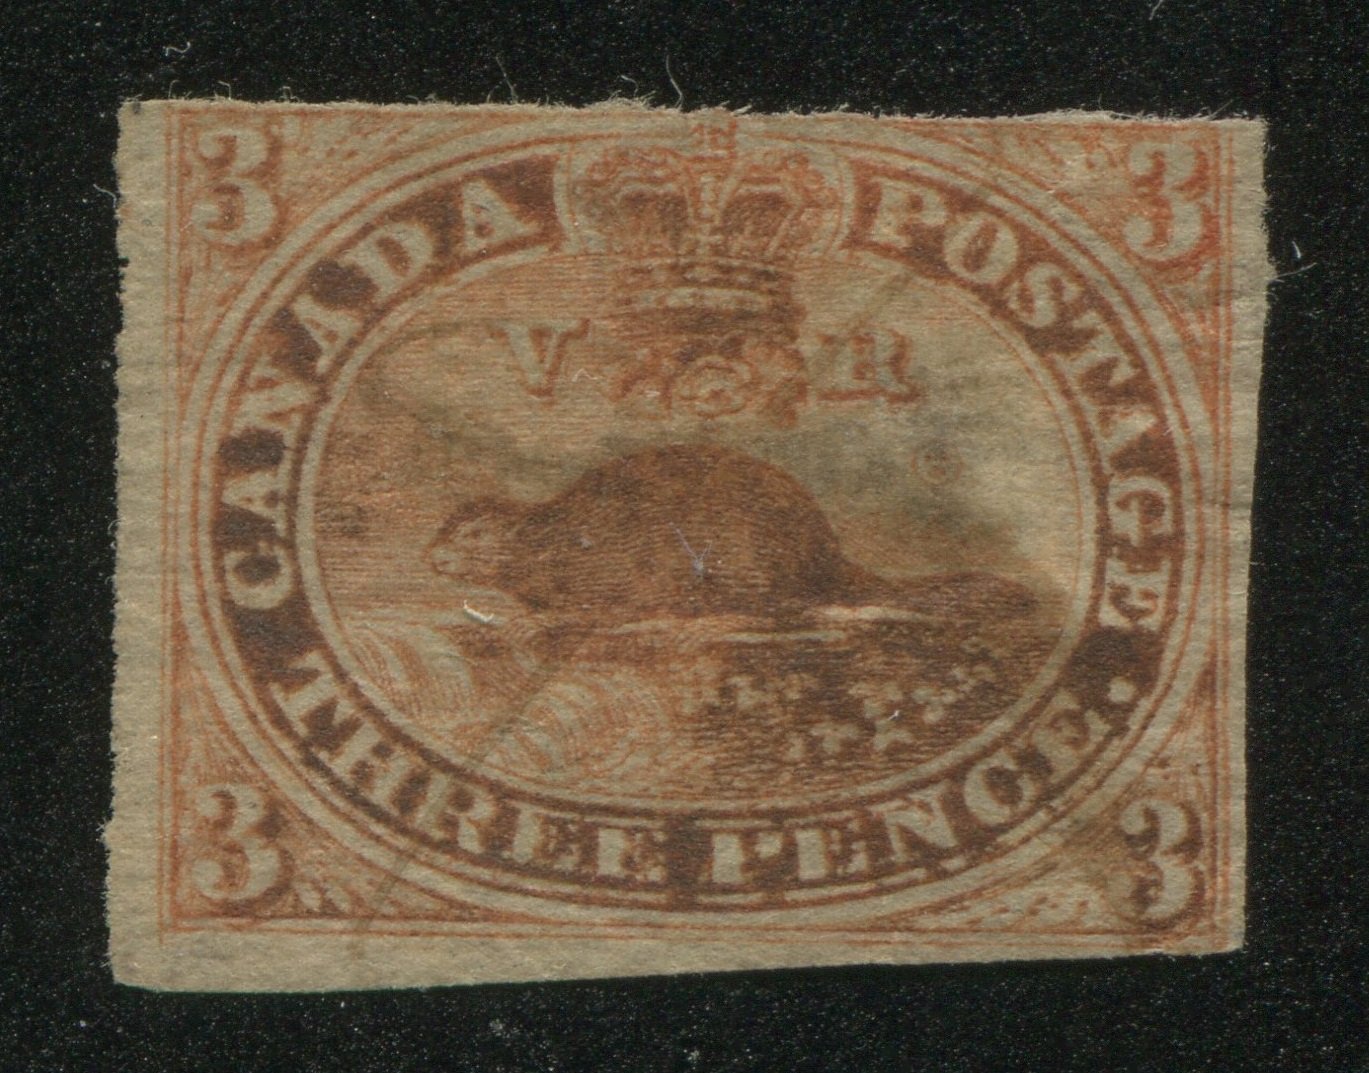 3 3
CANADA POSTAGE
V R
THREE PENCE.
3 3